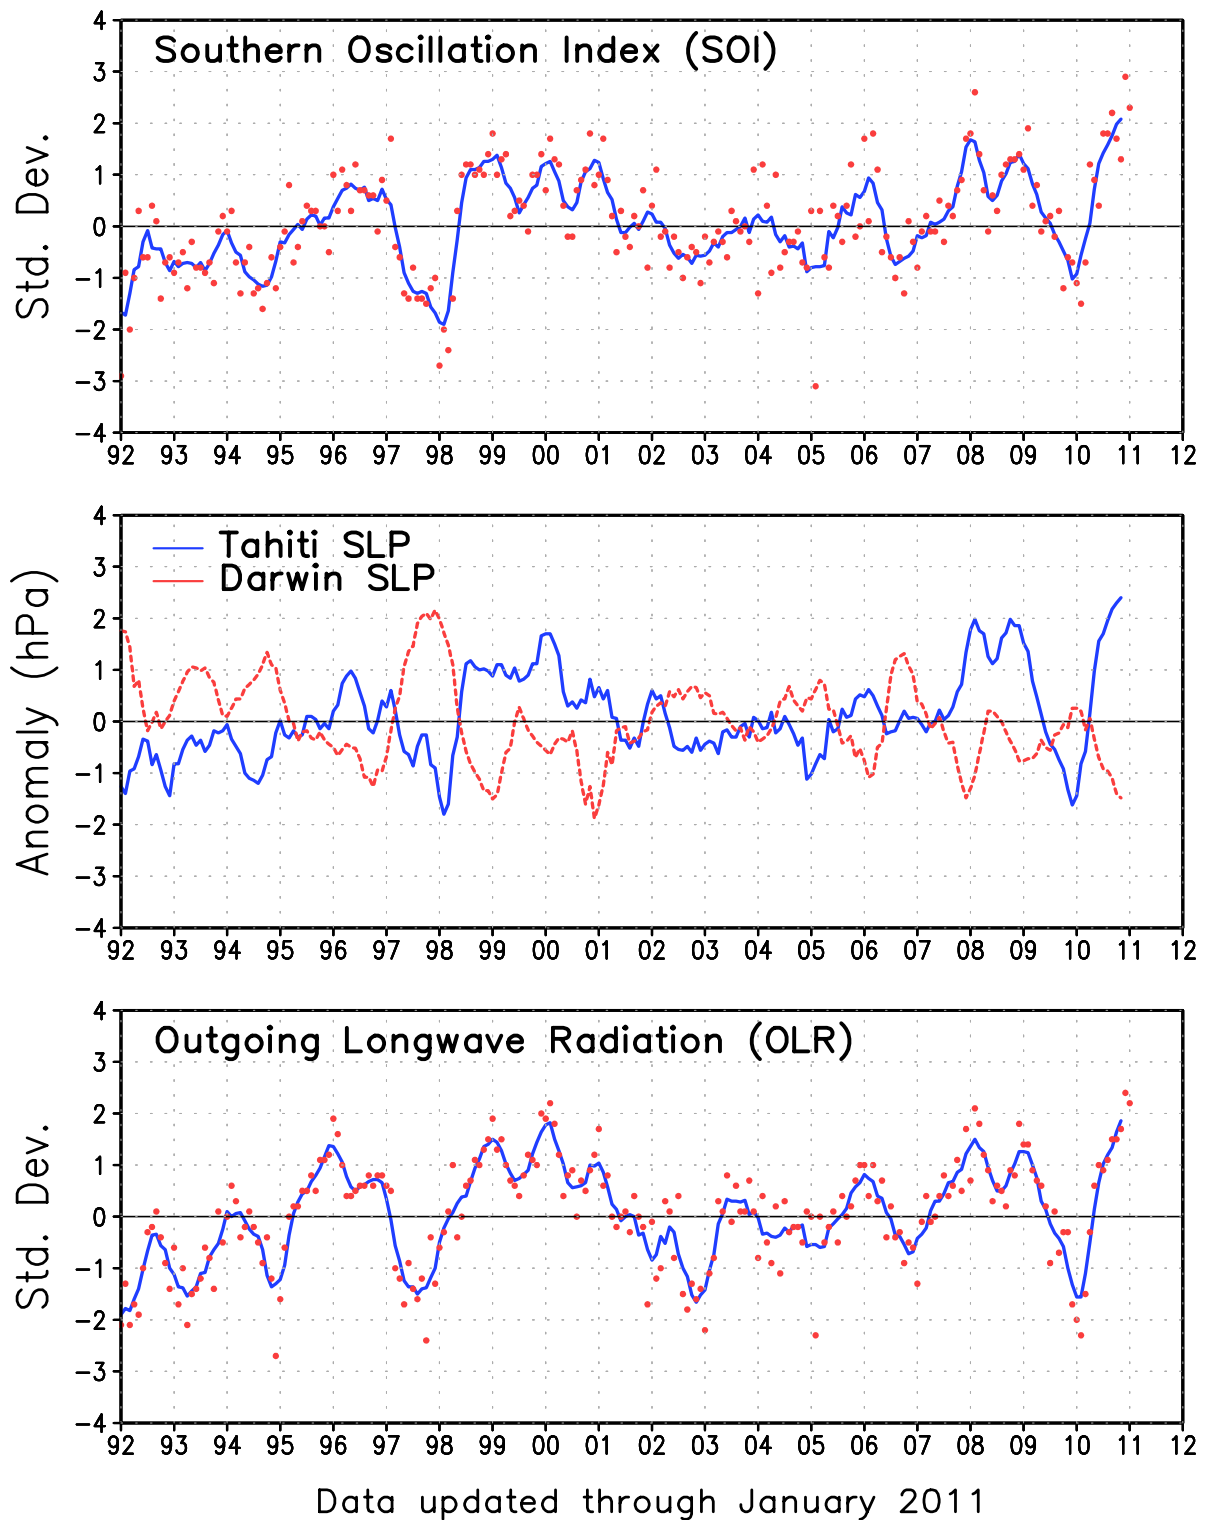 Southern Oscillation Index (SOI)
Std. Dev.
4
3
2
1
0
−1
−2
−3
−4
92 93 94 95 96 97 98 99 00 01 02 03 04 05 06 07 08 09 10 11 12
Tahiti SLP
Darwin SLP
Anomaly (hPa)
4
3
2
1
0
−1
−2
−3
−4
92 93 94 95 96 97 98 99 00 01 02 03 04 05 06 07 08 09 10 11 12
Outgoing Longwave Radiation (OLR)
Std. Dev.
4
3
2
1
0
−1
−2
−3
−4
92 93 94 95 96 97 98 99 00 01 02 03 04 05 06 07 08 09 10 11 12
Data updated through January 2011